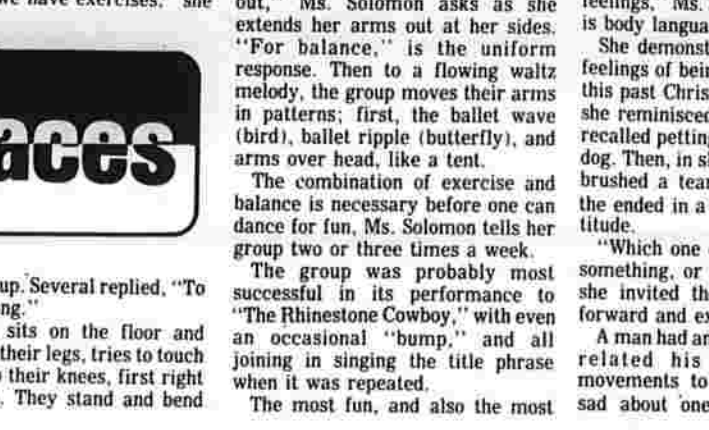 we have exercises," she
aces
up. Several replied, "To
ng."
sits on the floor and
their legs, tries to touch
their knees, first right
. They stand and bend
out," Ms. Solomon asks as she
extends her arms out at her sides.
"For balance," is the uniform
response. Then to a flowing waltz
melody, the group moves their arms
in patterns; first, the ballet wave
(bird), ballet ripple (butterfly), and
arms over head, like a tent.
The combination of exercise and
balance is necessary before one can
dance for fun, Ms. Solomon tells her
group two or three times a week.
The group was probably most
successful in its performance to
"The Rhinestone Cowboy," with even
an occasional "bump," and all
joining in singing the title phrase
when it was repeated.
The most fun, and also the most
feelings," Ms.
is body langua
She demonst
feelings of bein
this past Chris
she reminisced
recalled petting
dog. Then, in s
brushed a tea
the ended in a
titude.
"Which one
something, or
she invited th
forward and ex
A man had an
related his
movements to
sad about one